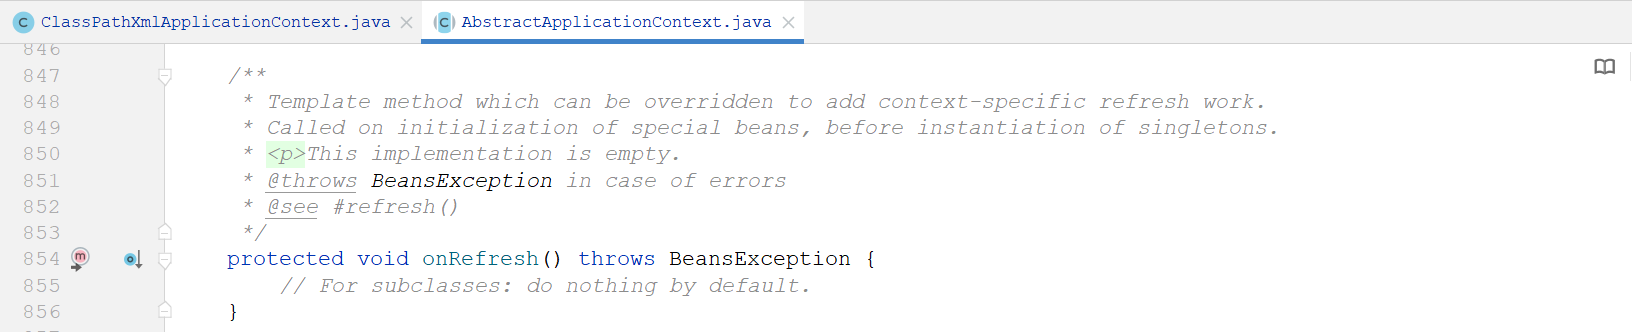 C ClassPathXmlApplicationContext.java C AbstractApplicationContext.java
846
847 /**
848 * Template method which can be overridden to add context-specific refresh work.
849 * Called on initialization of special beans, before instantiation of singletons.
850 * <p>This implementation is empty.
851 * @throws BeansException in case of errors
852 * @see #refresh()
853 */
854 m o protected void onRefresh() throws BeansException {
855 // For subclasses: do nothing by default.
856 }